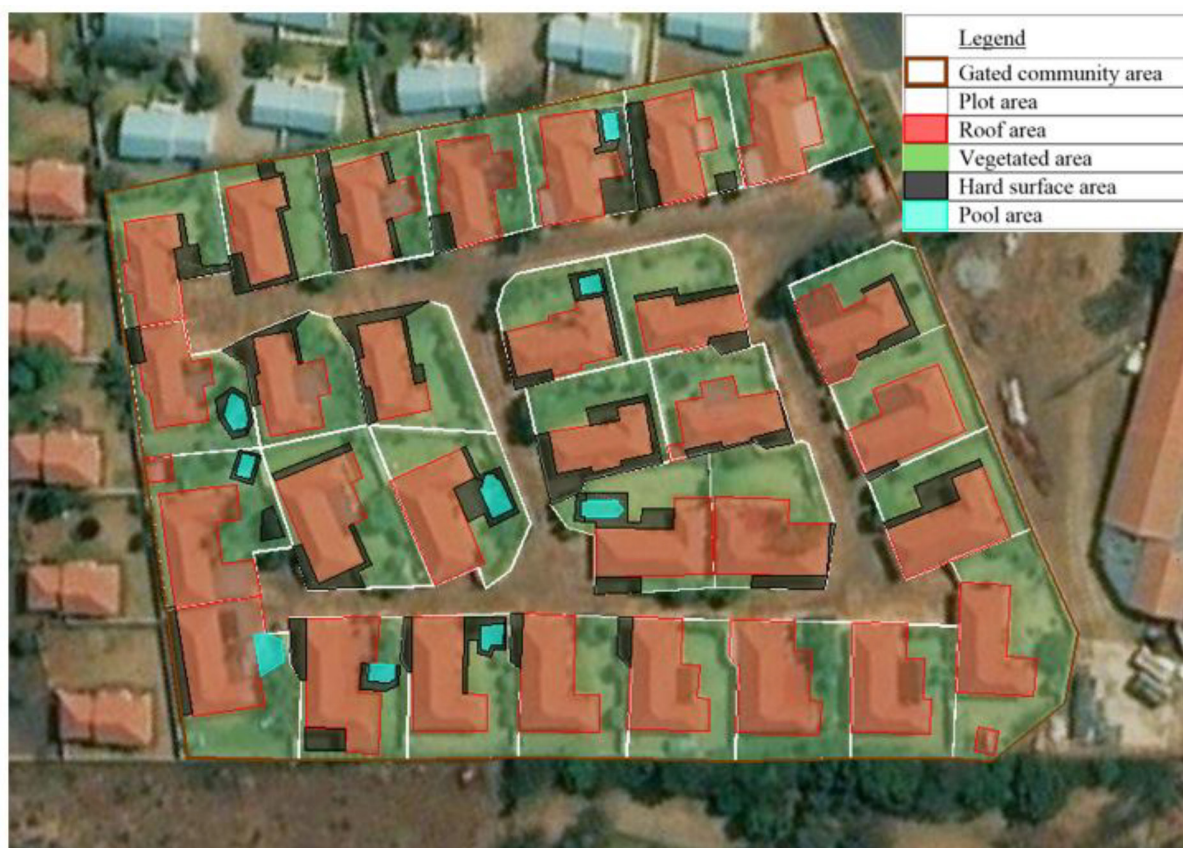 Legend
Gated community area
Plot area
Roof area
Vegetated area
Hard surface area
Pool area